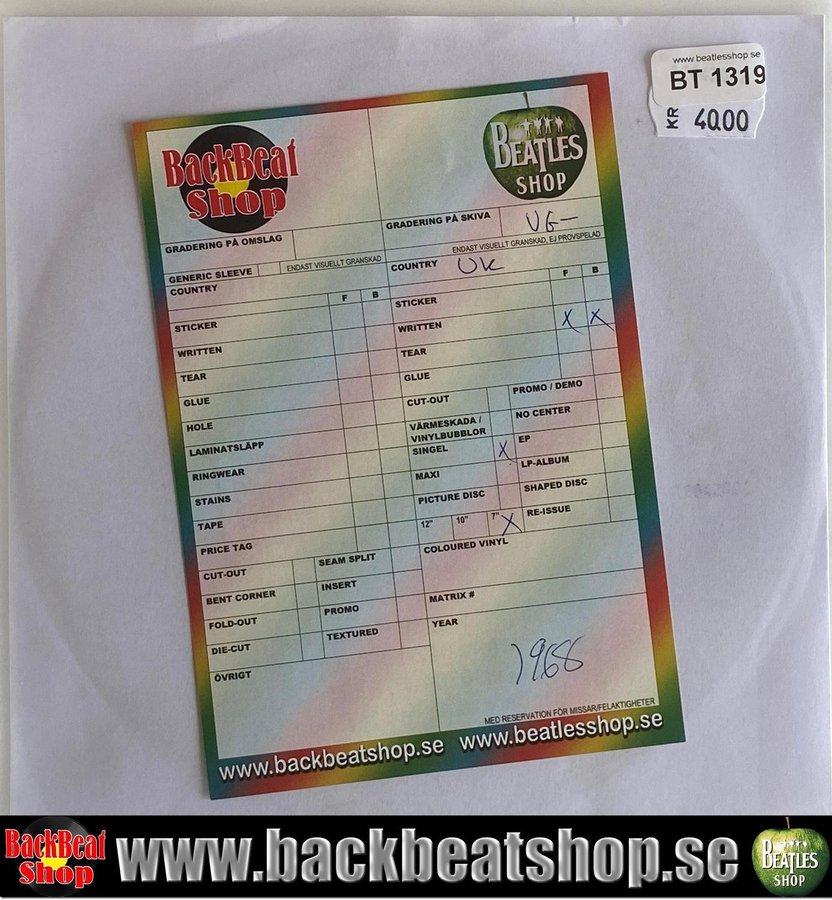 www.beatlesshop.se
BT 1319
KR 40.00
BackBeat
Shop
BEATLES
SHOP
GRADERING PÅ OMSLAG
GENERIC SLEEVE
ENDAST VISUELLT GRANSKAD
COUNTRY
F B
STICKER
WRITTEN
TEAR
GLUE
HOLE
LAMINATSLÄPP
RINGWEAR
STAINS
TAPE
PRICE TAG
CUT-OUT
SEAM SPLIT
BENT CORNER
INSERT
FOLD-OUT
PROMO
DIE-CUT
TEXTURED
ÖVRIGT
GRADERING PÅ SKIVA VG-
ENDAST VISUELLT GRANSKAD, EJ PROVSPELAD
COUNTRY UK
F B
STICKER
WRITTEN X X
TEAR
GLUE
CUT-OUT
PROMO / DEMO
VÄRMESKADA /
VINYLBUBBLOR
NO CENTER
SINGEL X
EP
MAXI
LP-ALBUM
PICTURE DISC
SHAPED DISC
12" 10" 7" X
RE-ISSUE
COLOURED VINYL
MATRIX #
YEAR
1968
MED RESERVATION FÖR MISSAR/FELAKTIGHETER
www.backbeatshop.se www.beatlesshop.se
BackBeat
Shop
www.backbeatshop.se
BEATLES
SHOP